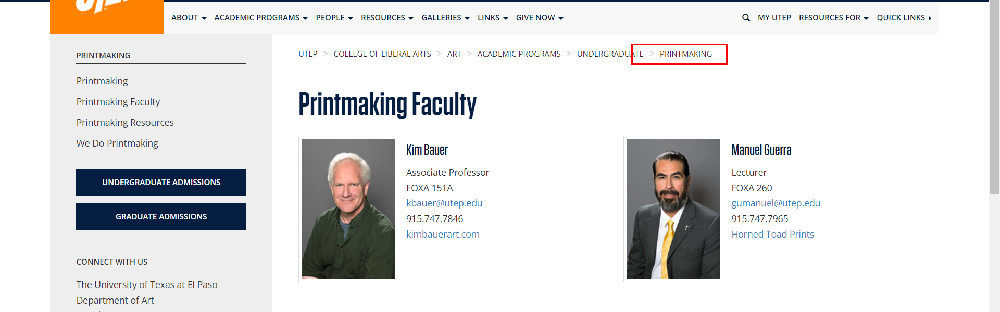 ABOUT ACADEMIC PROGRAMS PEOPLE RESOURCES GALLERIES LINKS GIVE NOW MY UTEP RESOURCES FOR QUICK LINKS
PRINTMAKING
Printmaking
Printmaking Faculty
Printmaking Resources
We Do Printmaking
UNDERGRADUATE ADMISSIONS
GRADUATE ADMISSIONS
CONNECT WITH US
The University of Texas at El Paso
Department of Art
UTEP > COLLEGE OF LIBERAL ARTS > ART > ACADEMIC PROGRAMS > UNDERGRADUATE > PRINTMAKING
Printmaking Faculty
Kim Bauer
Associate Professor
FOXA 151A
kbauer@utep.edu
915.747.7846
kimbauerart.com
Manuel Guerra
Lecturer
FOXA 260
gumanuel@utep.edu
915.747.7965
Horned Toad Prints